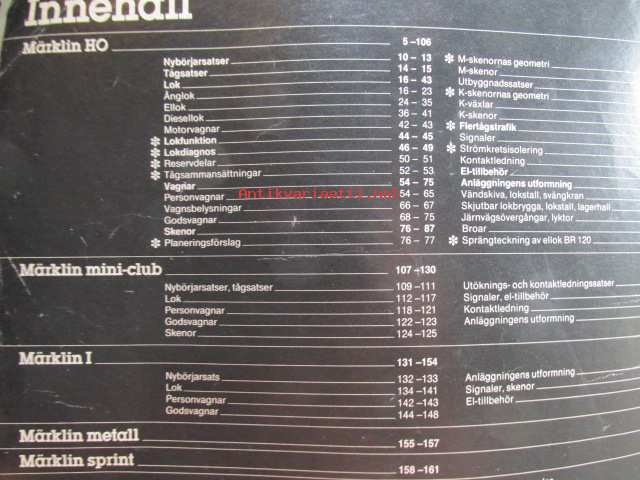 Innehåll
Märklin HO 5–106
Nybörjarsatser 10 – 13
Tågsatser 14 – 15
Lok 16 – 43
Ånglok 16 – 23
Ellok 24 – 35
Diesellok 36 – 41
Motorvagnar 42 – 43
✻ Lokfunktion 44 – 45
✻ Lokdiagnos 46 – 49
✻ Reservdelar 50 – 51
✻ Tågsammansättningar 52 – 53
Vagnar 54 – 75
Personvagnar 54 – 65
Vagnsbelysningar 66 – 67
Godsvagnar 68 – 75
Skenor 76 – 87
✻ Planeringsförslag 76 – 77
✻ M-skenornas geometri
M-skenor
Utbyggnadssatser
✻ K-skenornas geometri
K-växlar
K-skenor
✻ Flertågstrafik
Signaler
✻ Strömkretsisolering
Kontaktledning
El-tillbehör
Anläggningens utformning
Vändskiva, lokstall, svängkran
Skjutbar lokbrygga, lokstall, lagerhall
Järnvägsövergångar, lyktor
Broar
✻ Sprängteckning av ellok BR 120
Antikvariaatti.net
Märklin mini-club 107–130
Nybörjarsatser, tågsatser 109–111
Lok 112–117
Personvagnar 118–121
Godsvagnar 122–123
Skenor 124–125
Utöknings- och kontaktledningssatser
Signaler, el-tillbehör
Kontaktledning
Anläggningens utformning
Märklin I 131–154
Nybörjarsats 132–133
Lok 134–141
Personvagnar 142–143
Godsvagnar 144–148
Anläggningens utformning
Signaler, skenor
El-tillbehör
Märklin metall 155–157
Märklin sprint 158–161